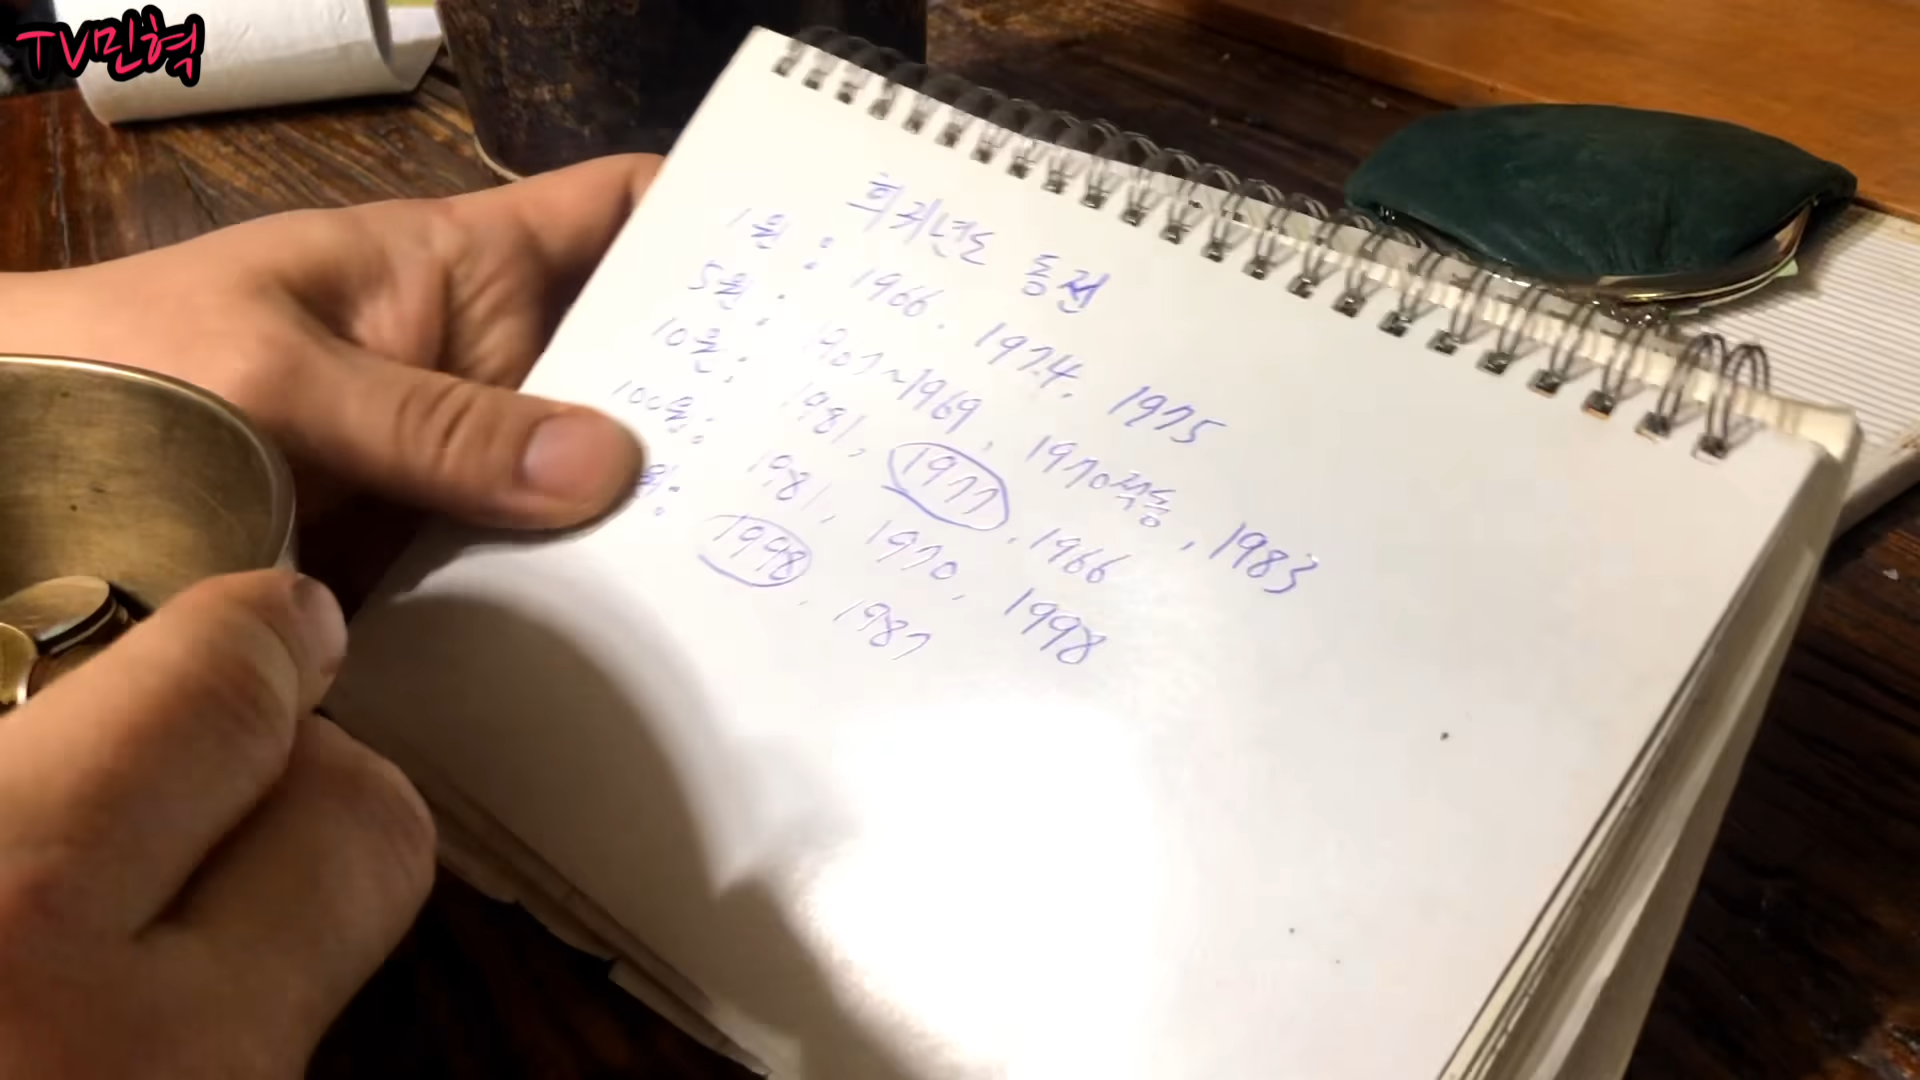 TV민혁
희귀년도 동전
1원 : 1966. 1974. 1975
5원 : ~1969, 1970적동, 1983
10원 : 1981, 1977, 1966
100원 : 1981, 1970, 1998
원 : 1998, 1987